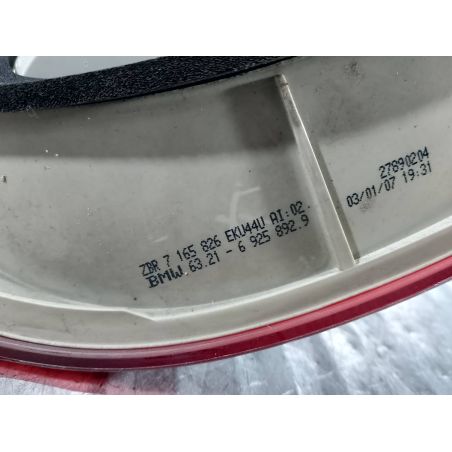 ZBR 7 165 826 EKU44U AI:02.
BMW 63.21 - 6 925 892.9
27890204
03/01/07 19:31